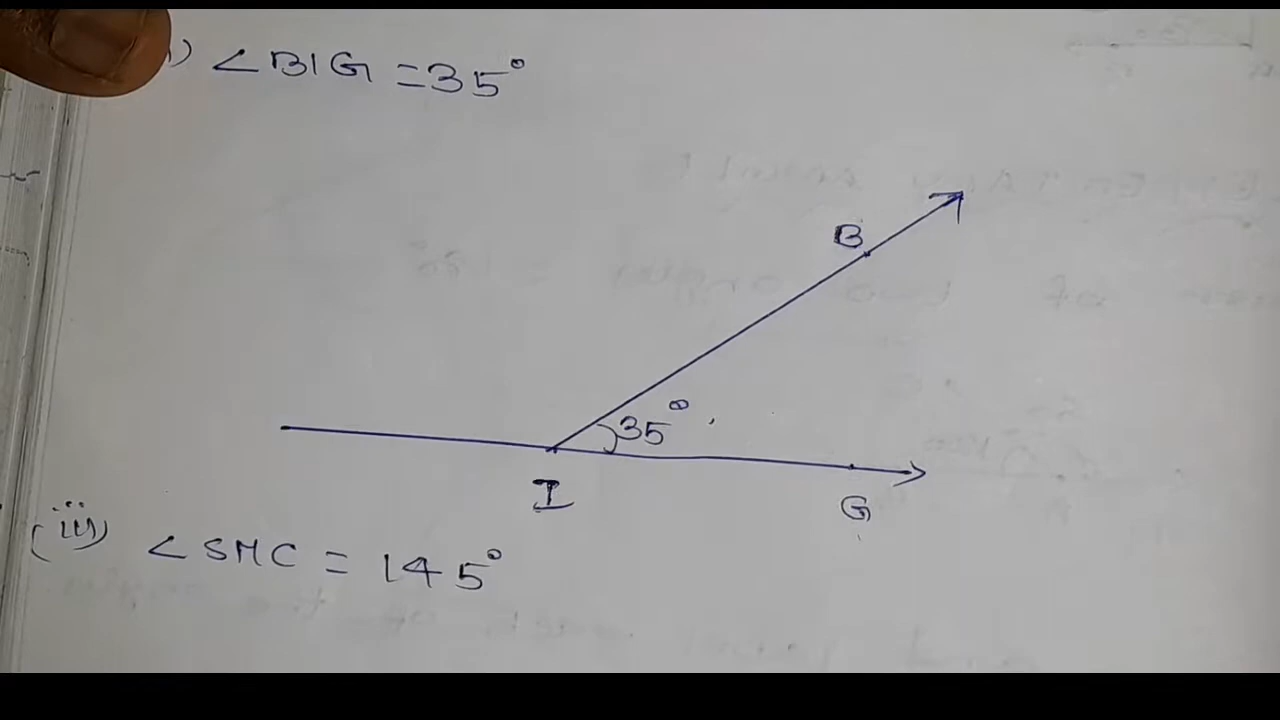 ) ∠BIG = 35°
B
35°
I
G
(iii) ∠SMC = 145°